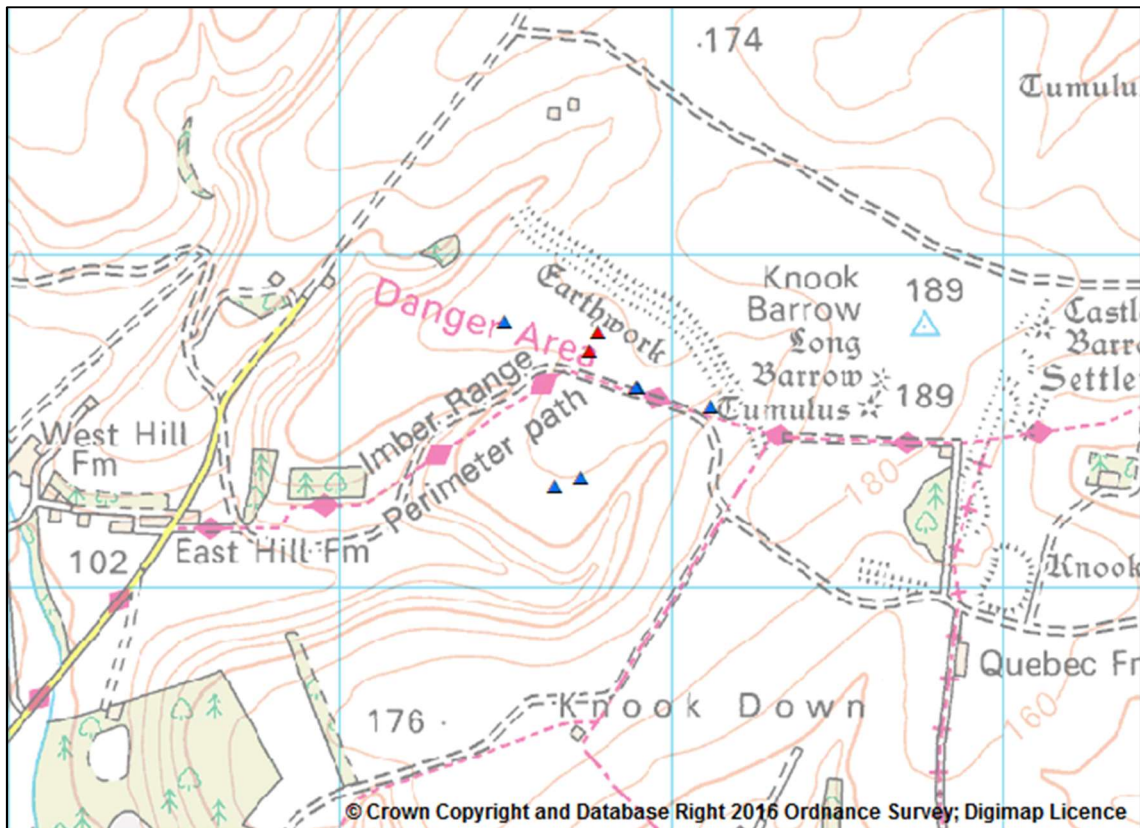 174
Tumulu
Danger Area
Earthwork
Knook
Barrow
Long
Barrow
189
Castl
Barr
Settle
Tumulus
189
Imber Range
Perimeter path
West Hill
Fm
180
102
East Hill Fm
Knook
Quebec Fr
176
Knook Down
160
© Crown Copyright and Database Right 2016 Ordnance Survey; Digimap Licence